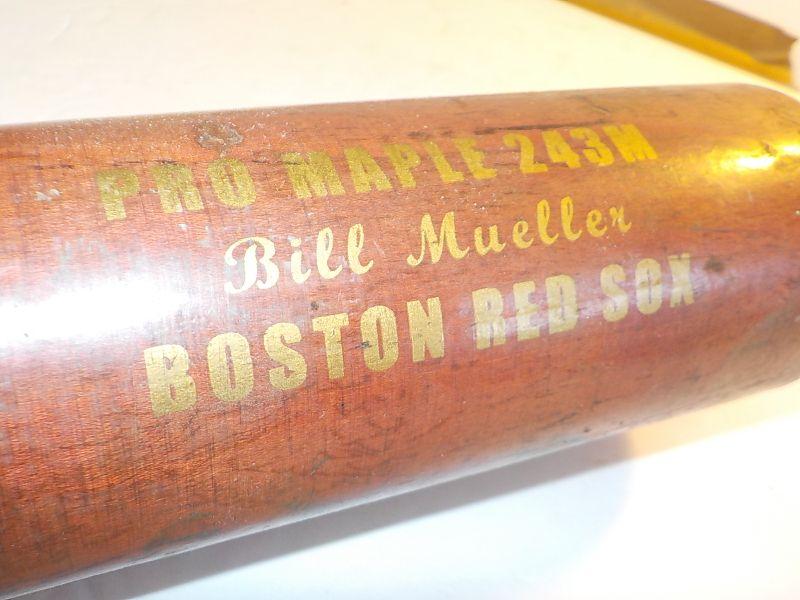 PRO MAPLE 243M
Bill Mueller
BOSTON RED SOX